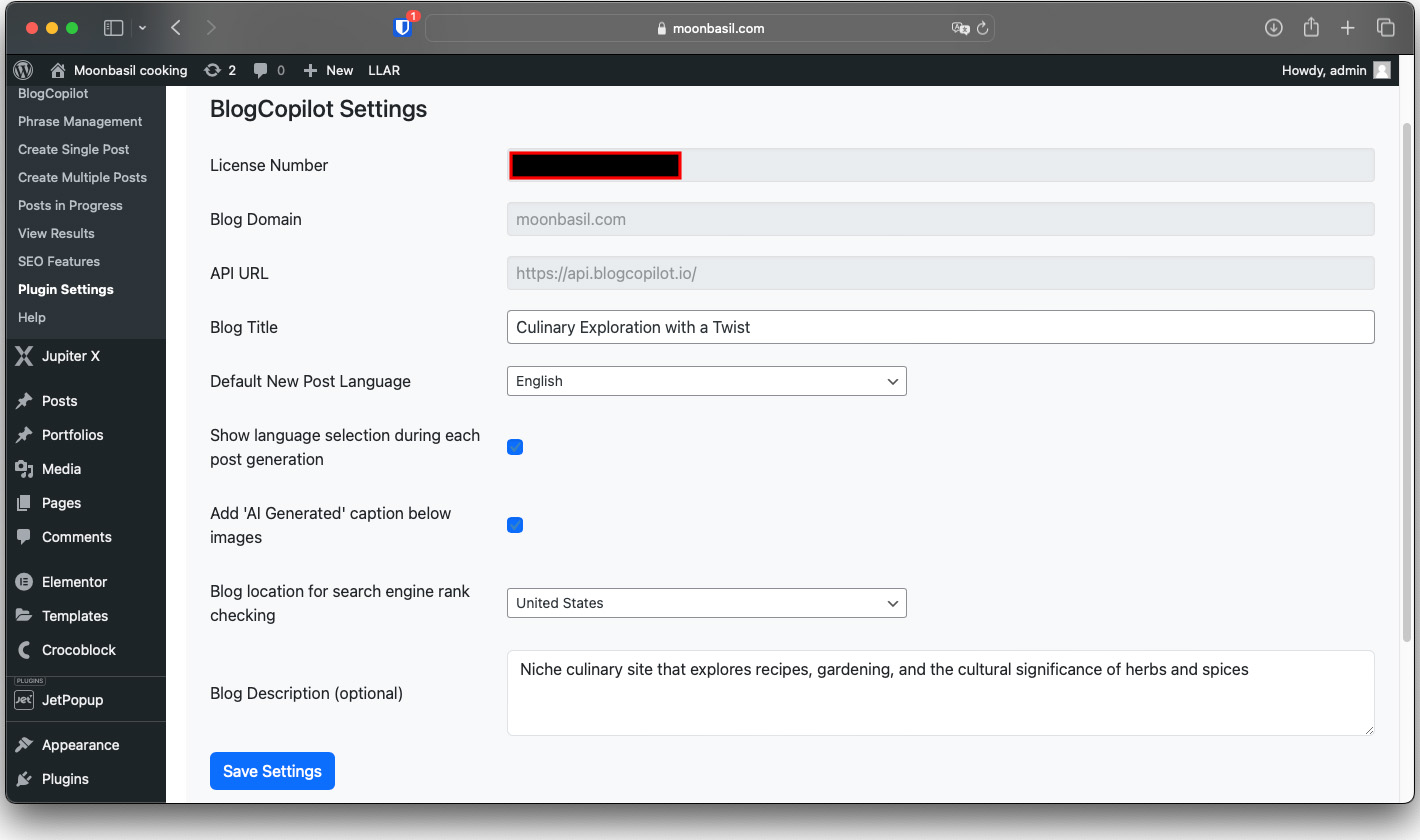 1
moonbasil.com
Moonbasil cooking
2
0
New
LLAR
Howdy, admin
BlogCopilot
Phrase Management
Create Single Post
Create Multiple Posts
Posts in Progress
View Results
SEO Features
Plugin Settings
Help
Jupiter X
Posts
Portfolios
Media
Pages
Comments
Elementor
Templates
Crocoblock
PLUGINS
Jet
JetPopup
Appearance
Plugins
BlogCopilot Settings
License Number
Blog Domain
moonbasil.com
API URL
https://api.blogcopilot.io/
Blog Title
Culinary Exploration with a Twist
Default New Post Language
English
Show language selection during each
post generation
Add 'AI Generated' caption below
images
Blog location for search engine rank
checking
United States
Blog Description (optional)
Niche culinary site that explores recipes, gardening, and the cultural significance of herbs and spices
Save Settings